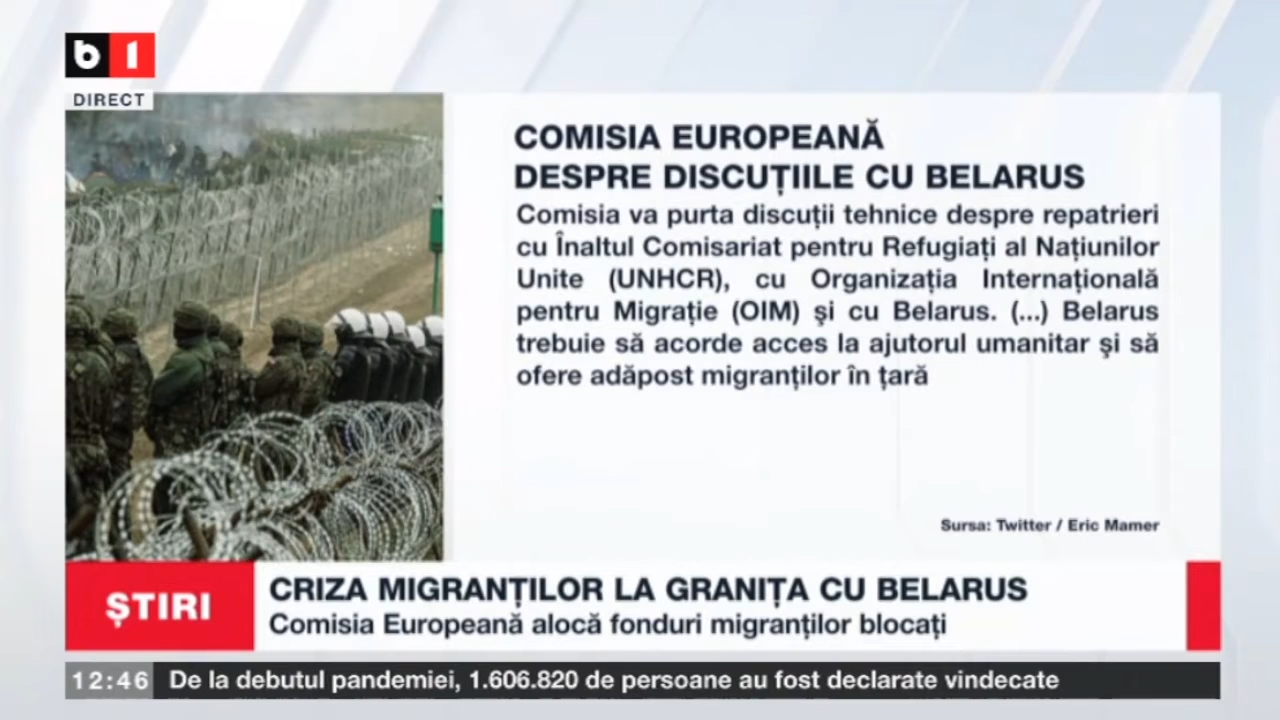 b 1
DIRECT
COMISIA EUROPEANĂ
DESPRE DISCUȚIILE CU BELARUS
Comisia va purta discuții tehnice despre repatrieri
cu Înaltul Comisariat pentru Refugiați al Națiunilor
Unite (UNHCR), cu Organizația Internațională
pentru Migrație (OIM) și cu Belarus. (...) Belarus
trebuie să acorde acces la ajutorul umanitar și să
ofere adăpost migranților în țară
Sursa: Twitter / Eric Mamer
ȘTIRI
CRIZA MIGRANȚILOR LA GRANIȚA CU BELARUS
Comisia Europeană alocă fonduri migranților blocați
12:46 De la debutul pandemiei, 1.606.820 de persoane au fost declarate vindecate